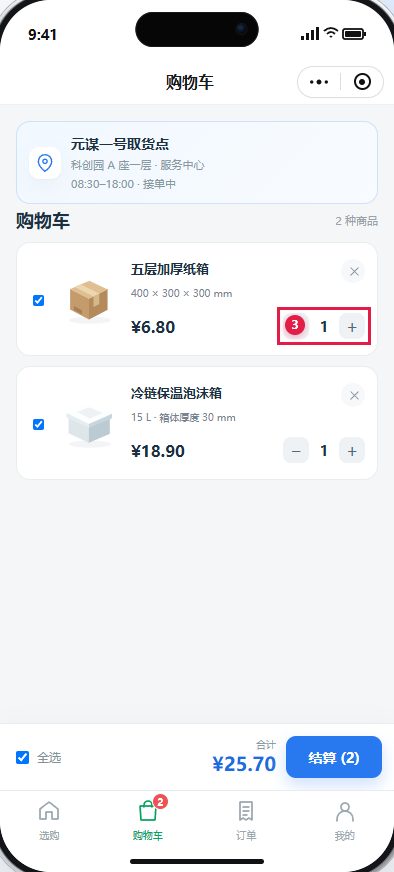 9:41
购物车
元谋一号取货点
科创园 A 座一层 · 服务中心
08:30–18:00 · 接单中
购物车
2 种商品
五层加厚纸箱
400 × 300 × 300 mm
¥6.80
3 1 +
冷链保温泡沫箱
15 L · 箱体厚度 30 mm
¥18.90
− 1 +
全选
合计
¥25.70
结算 (2)
2
选购
购物车
订单
我的